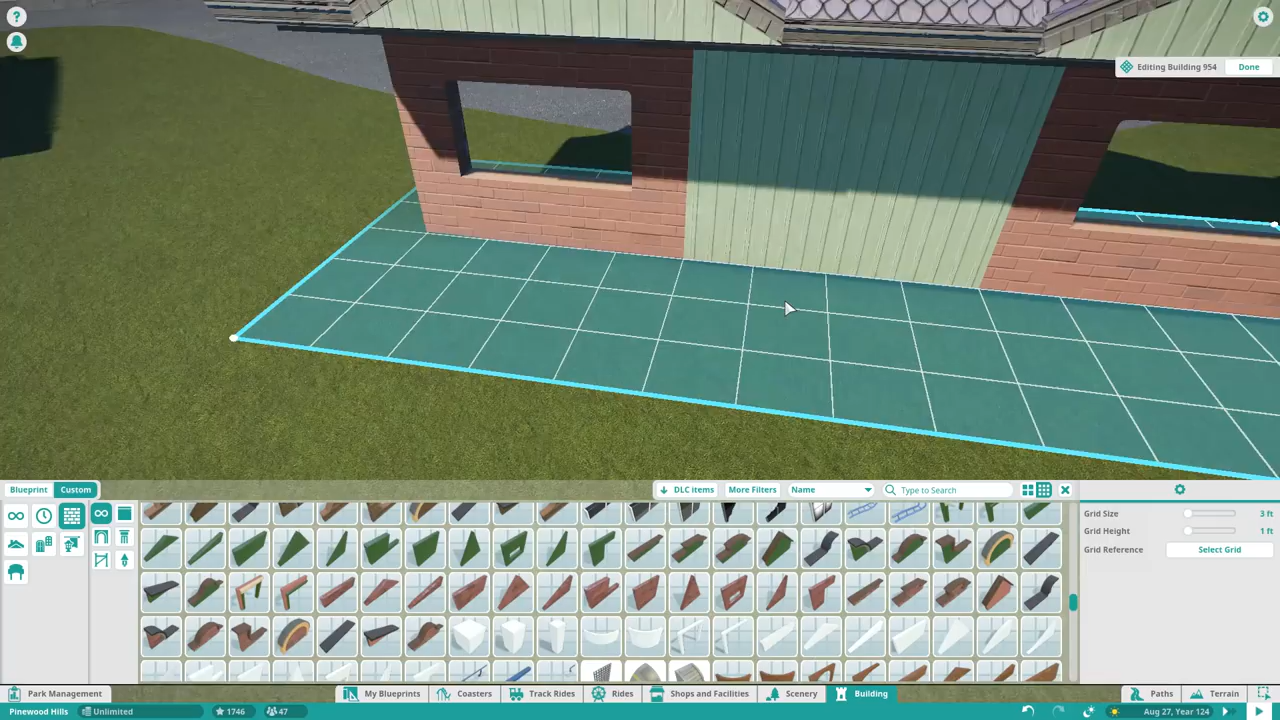 ?
Editing Building 954 Done
Blueprint Custom
DLC items More Filters Name Type to Search
Grid Size 3 ft
Grid Height 1 ft
Grid Reference Select Grid
Park Management My Blueprints Coasters Track Rides Rides Shops and Facilities Scenery Building Paths Terrain
Pinewood Hills Unlimited 1746 47 Aug 27, Year 124